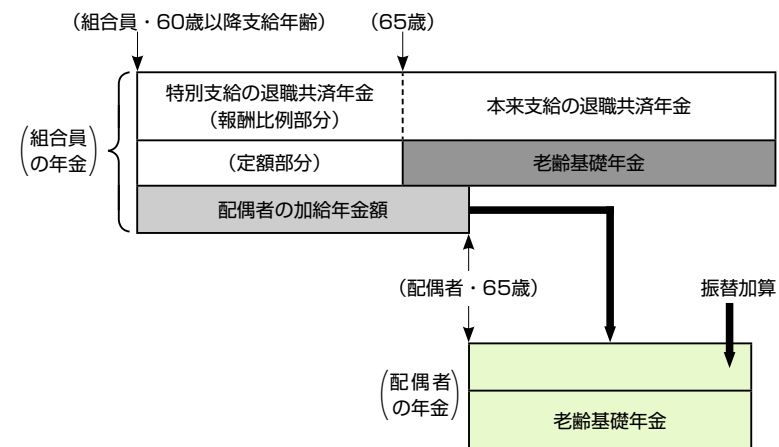 （組合員・60歳以降支給年齢）
（65歳）
特別支給の退職共済年金
（報酬比例部分）
本来支給の退職共済年金
（組合員
の年金）
（定額部分）
老齢基礎年金
配偶者の加給年金額
（配偶者・65歳）
振替加算
（配偶者
の年金）
老齢基礎年金